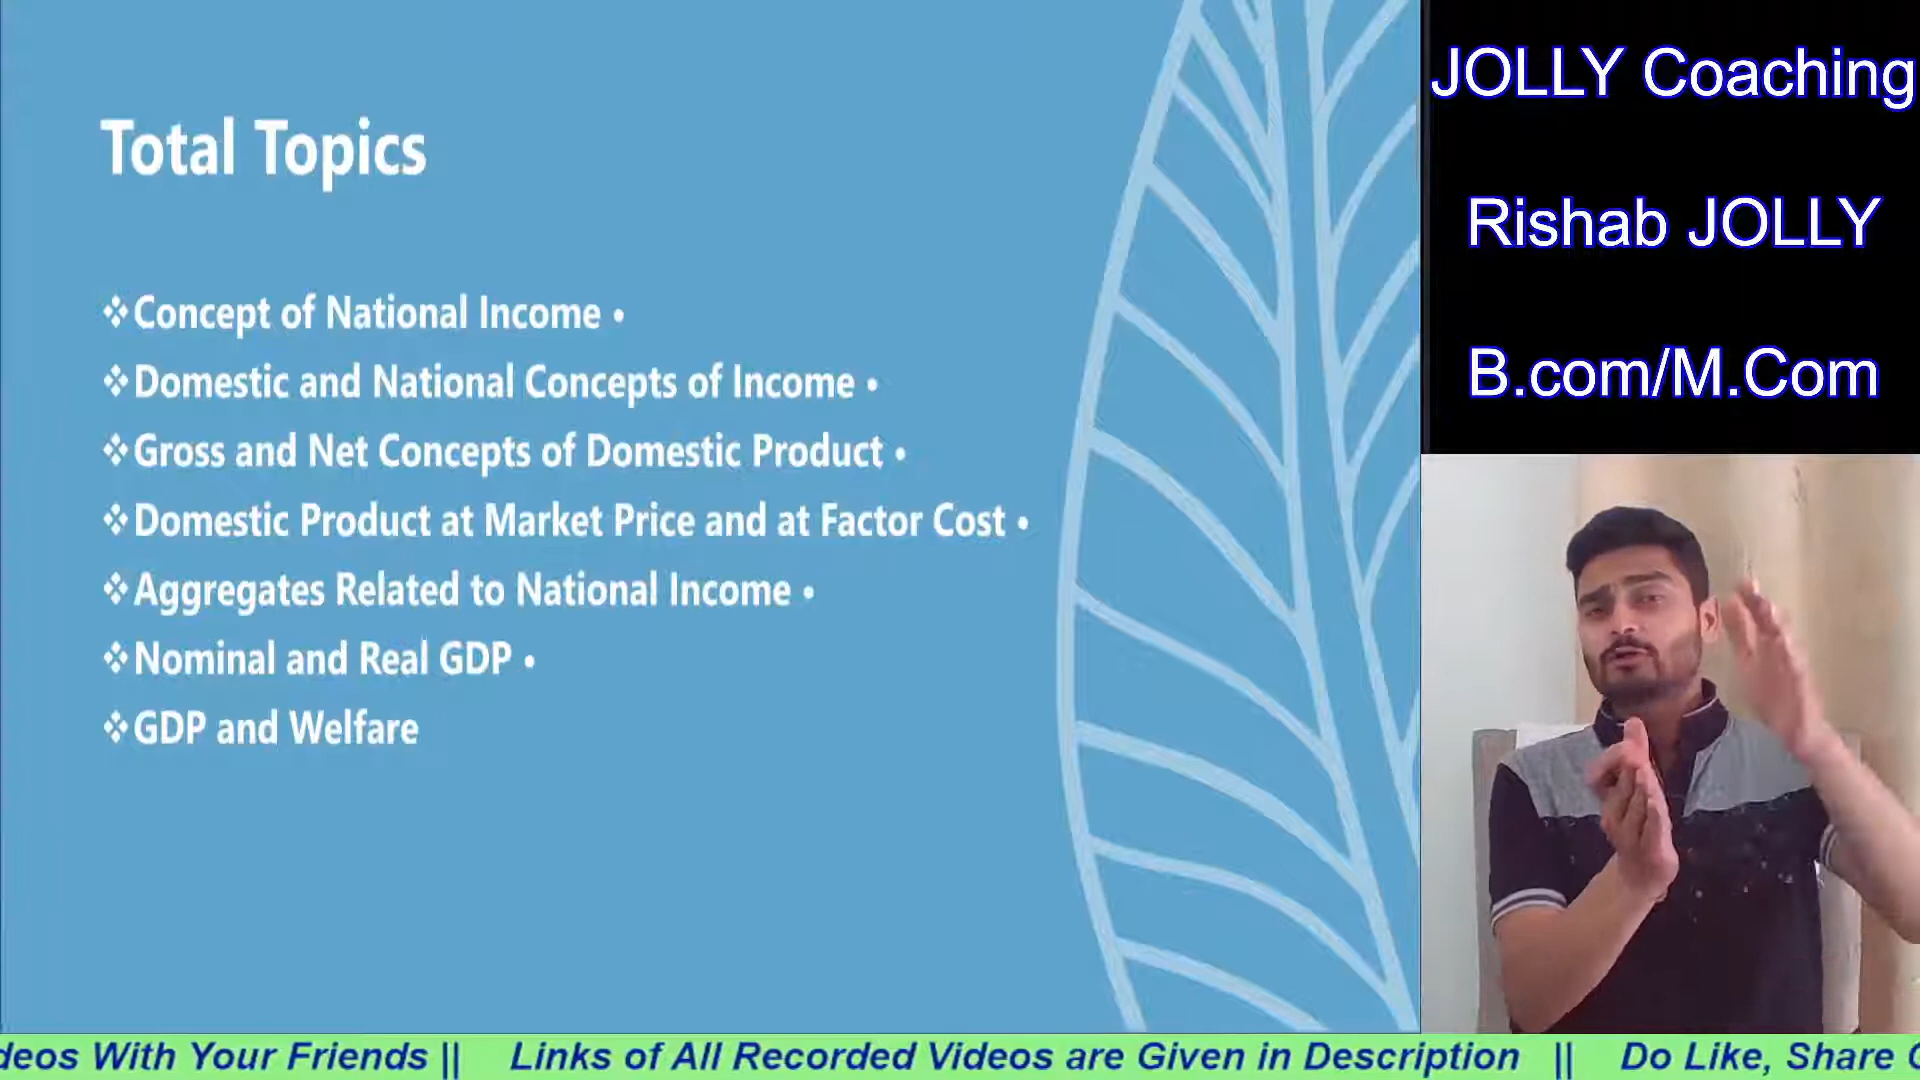 Total Topics
❖Concept of National Income •
❖Domestic and National Concepts of Income •
❖Gross and Net Concepts of Domestic Product •
❖Domestic Product at Market Price and at Factor Cost •
❖Aggregates Related to National Income •
❖Nominal and Real GDP •
❖GDP and Welfare
JOLLY Coaching
Rishab JOLLY
B.com/M.Com
deos With Your Friends || Links of All Recorded Videos are Given in Description || Do Like, Share